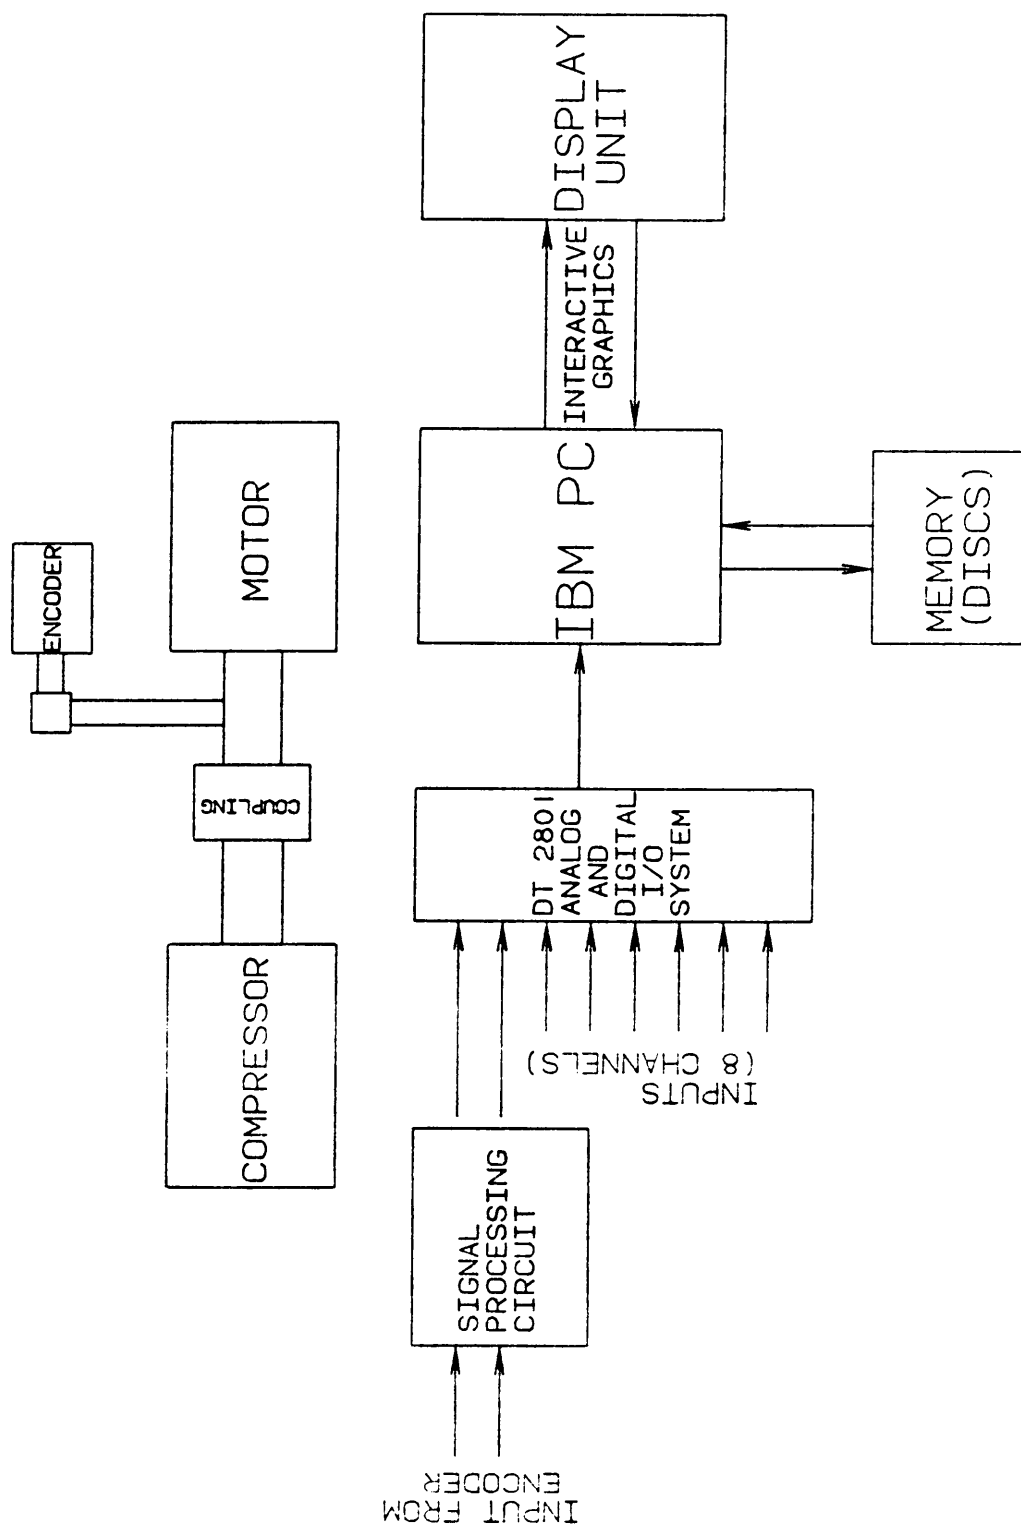 ENCODER
COMPRESSOR
COUPLING
MOTOR
INPUT FROM
ENCODER
SIGNAL
PROCESSING
CIRCUIT
INPUTS
(8 CHANNELS)
DT 2801
ANALOG
AND
DIGITAL
I/O
SYSTEM
IBM PC
INTERACTIVE
GRAPHICS
DISPLAY
UNIT
MEMORY
(DISCS)